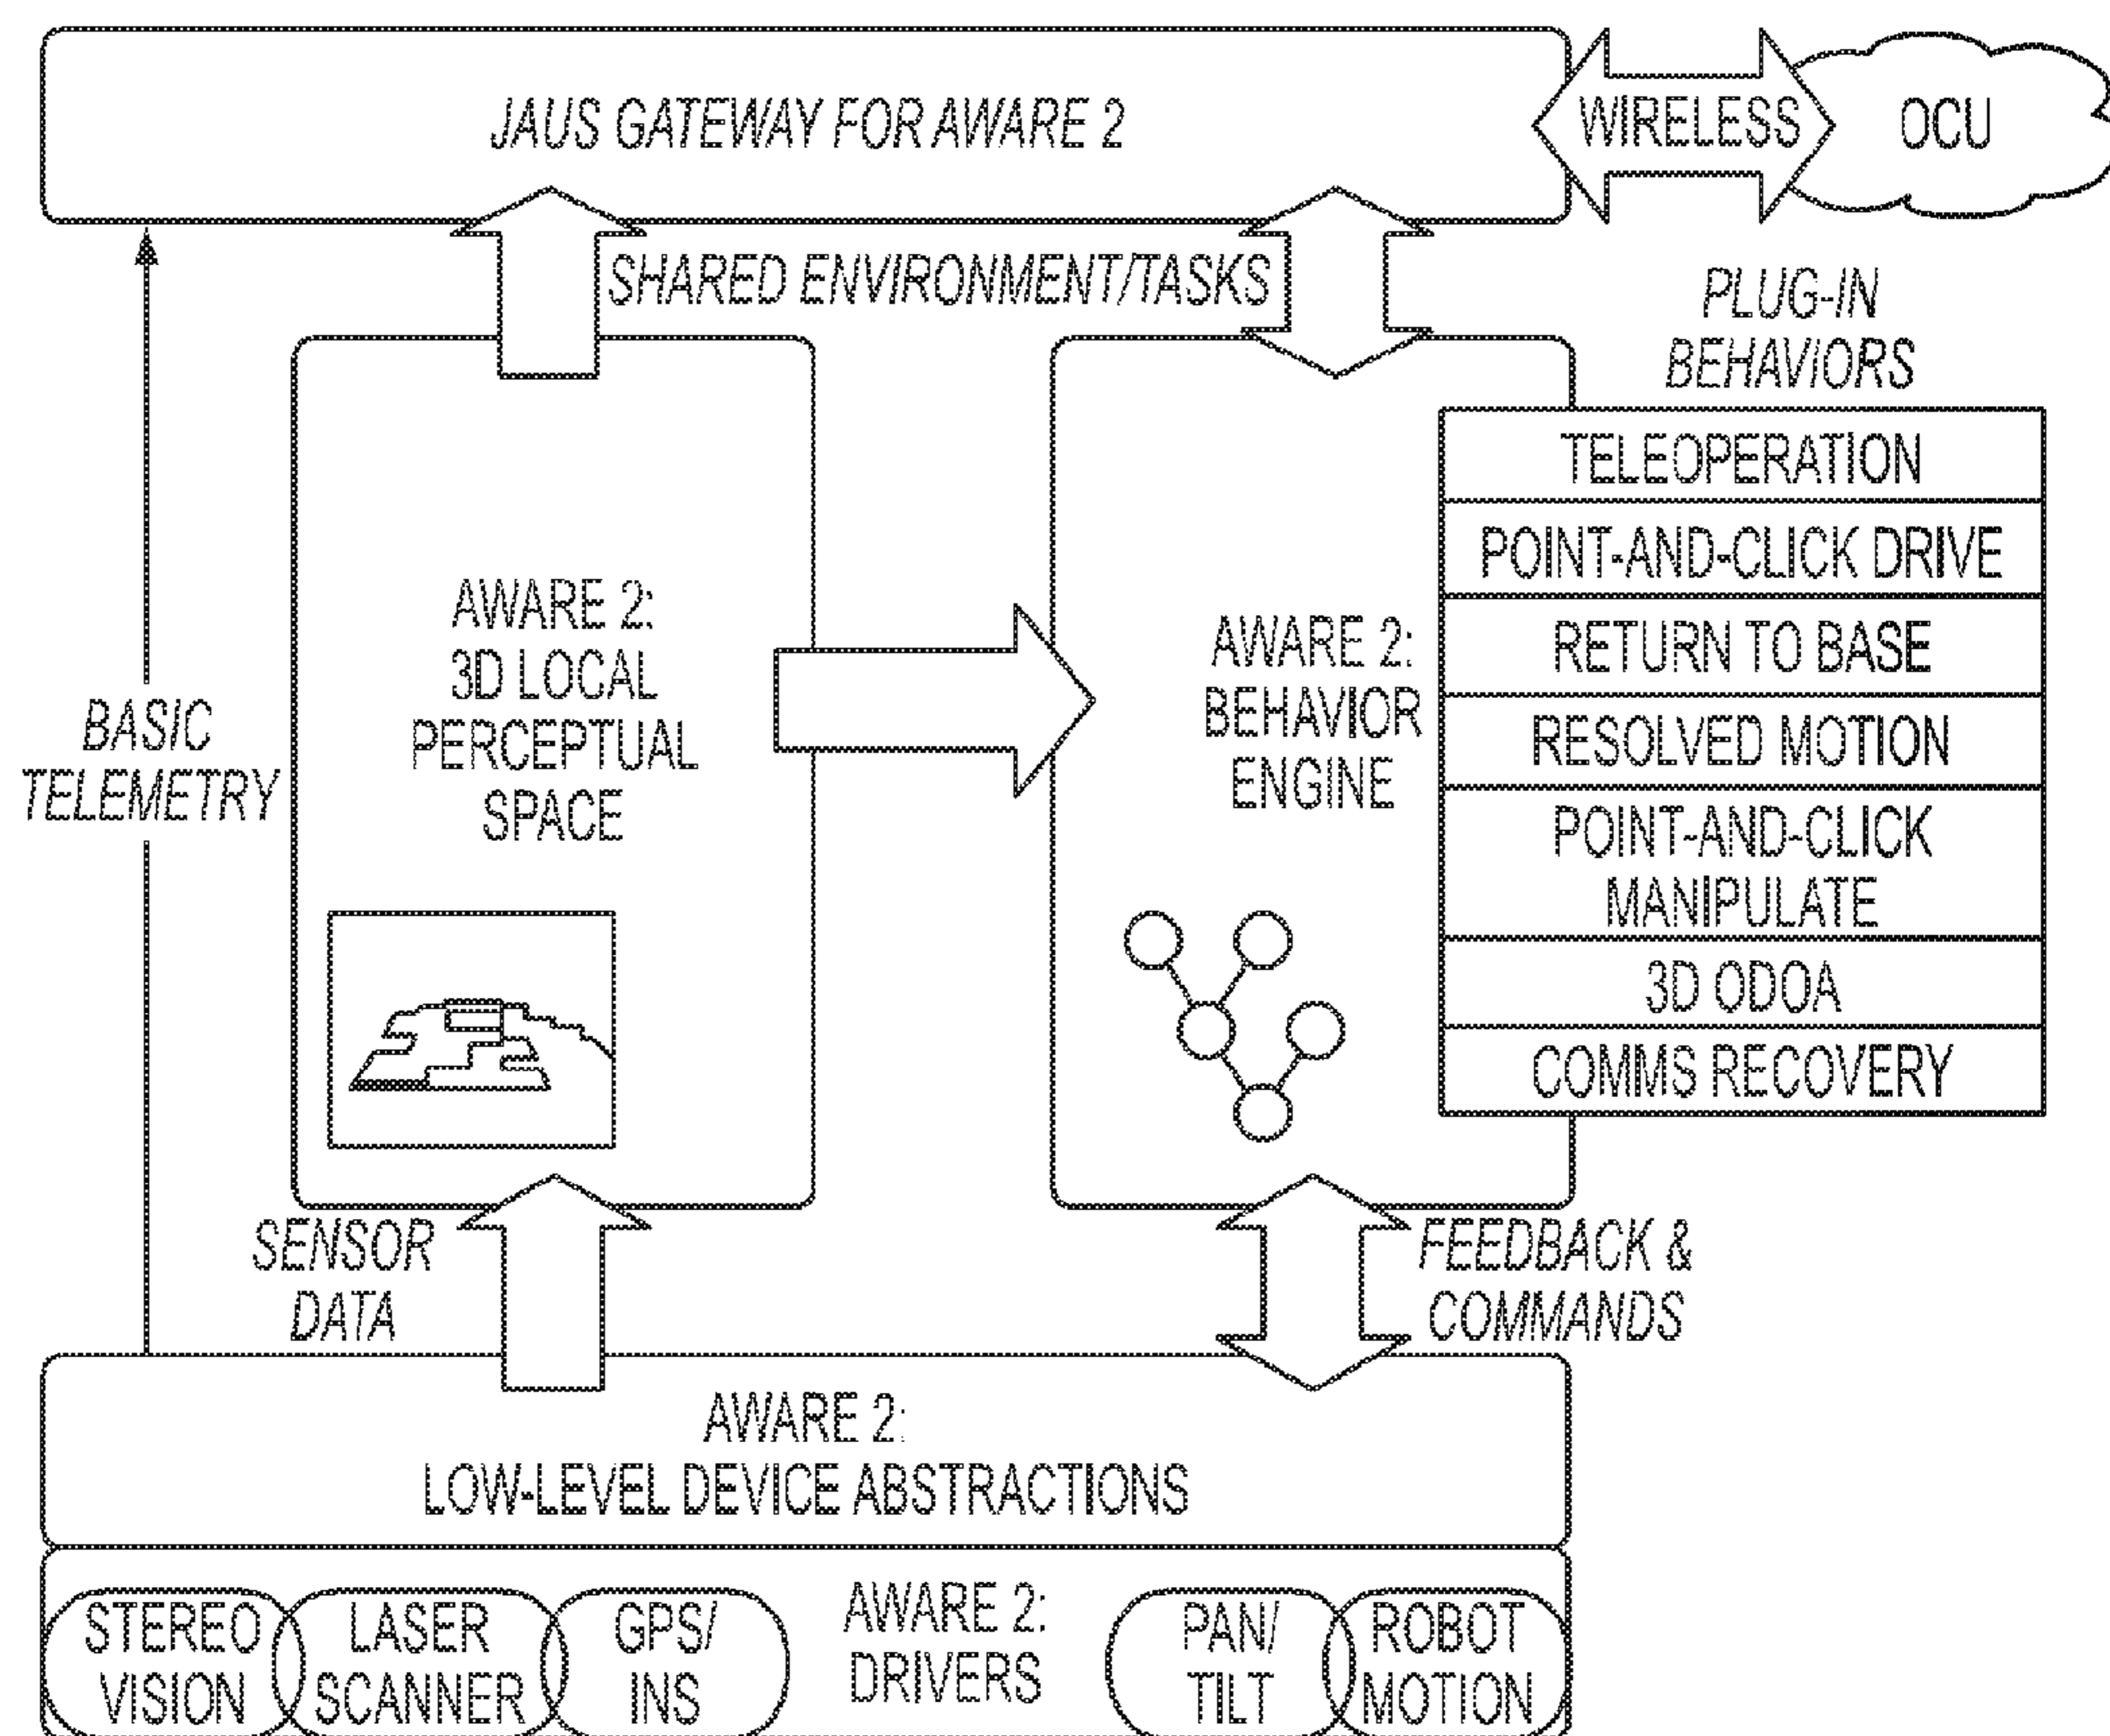 JAUS GATEWAY FOR AWARE 2
WIRELESS
OCU
SHARED ENVIRONMENT/TASKS
PLUG-IN
BEHAVIORS
TELEOPERATION
POINT-AND-CLICK DRIVE
RETURN TO BASE
RESOLVED MOTION
POINT-AND-CLICK
MANIPULATE
3D ODOA
COMMS RECOVERY
BASIC
TELEMETRY
AWARE 2:
3D LOCAL
PERCEPTUAL
SPACE
AWARE 2:
BEHAVIOR
ENGINE
SENSOR
DATA
FEEDBACK &
COMMANDS
AWARE 2:
LOW-LEVEL DEVICE ABSTRACTIONS
STEREO
VISION
LASER
SCANNER
GPS/
INS
AWARE 2:
DRIVERS
PAN/
TILT
ROBOT
MOTION